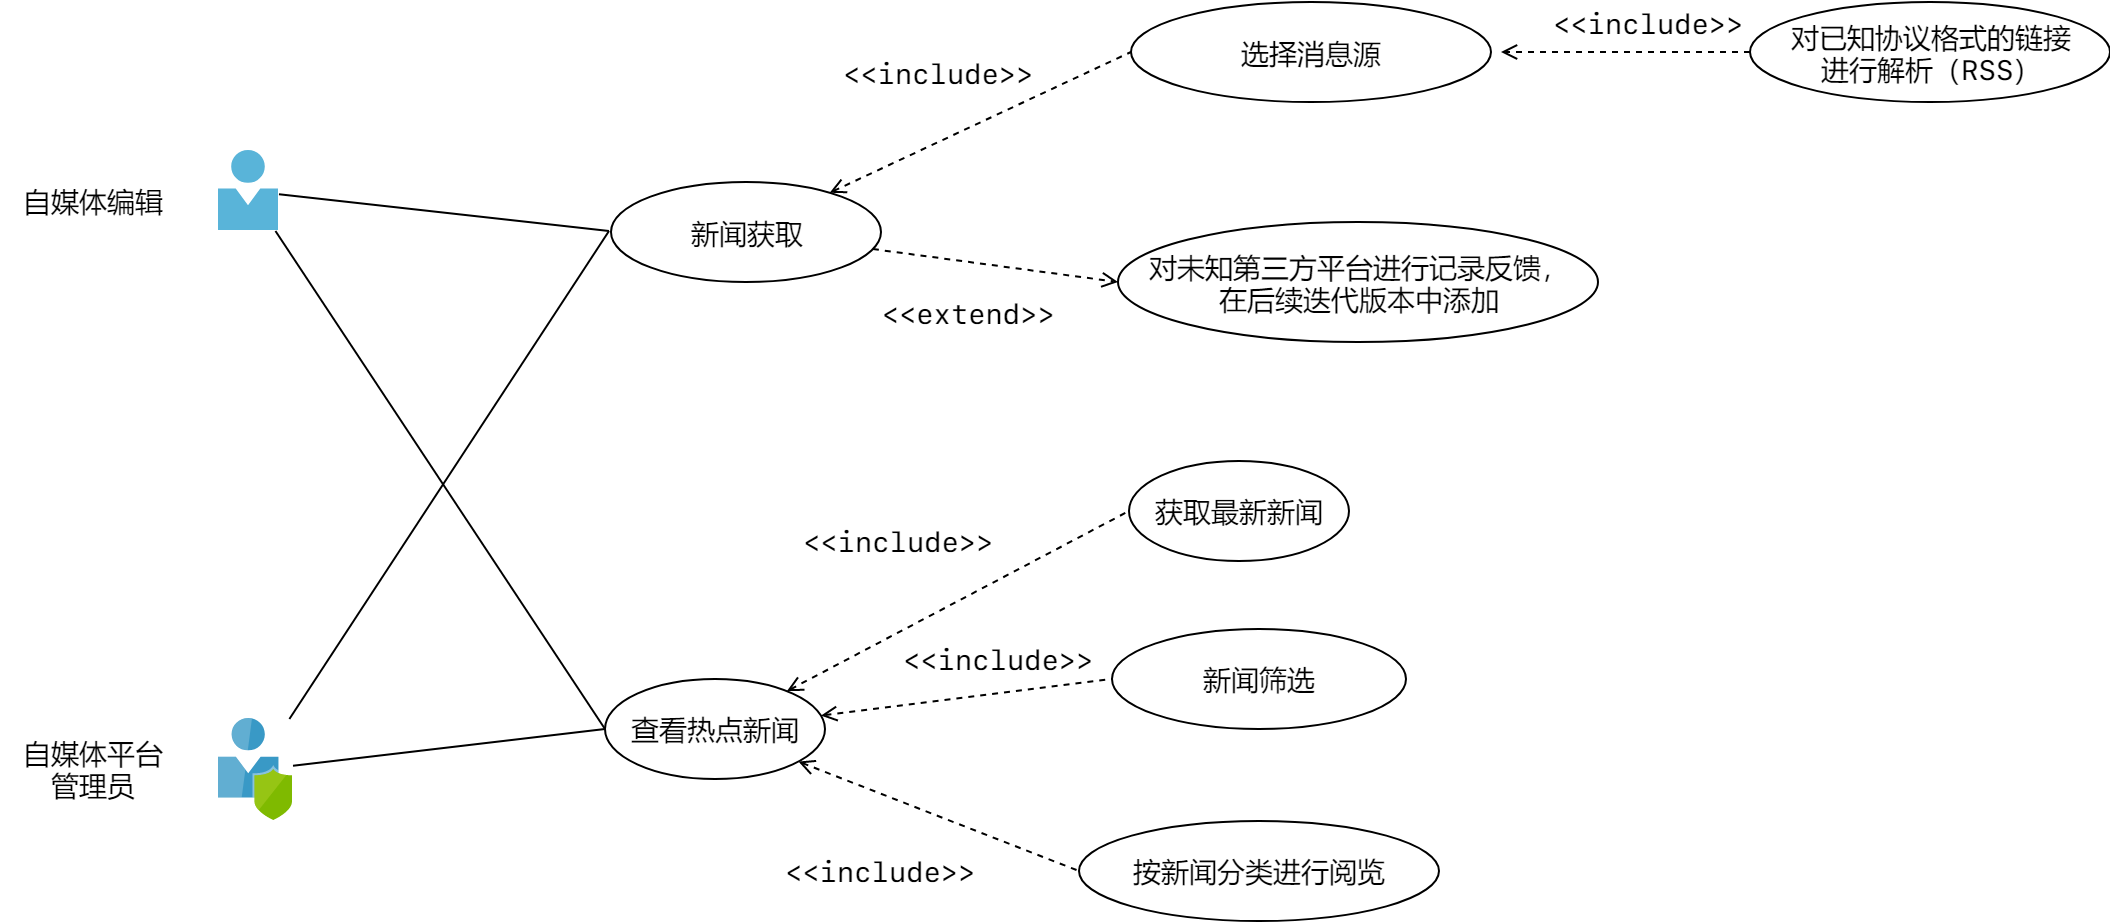 <<include>>
对已知协议格式的链接
进行解析（RSS）
选择消息源
<<include>>
自媒体编辑
新闻获取
对未知第三方平台进行记录反馈，
在后续迭代版本中添加
<<extend>>
获取最新新闻
<<include>>
<<include>>
新闻筛选
查看热点新闻
自媒体平台
管理员
<<include>>
按新闻分类进行阅览